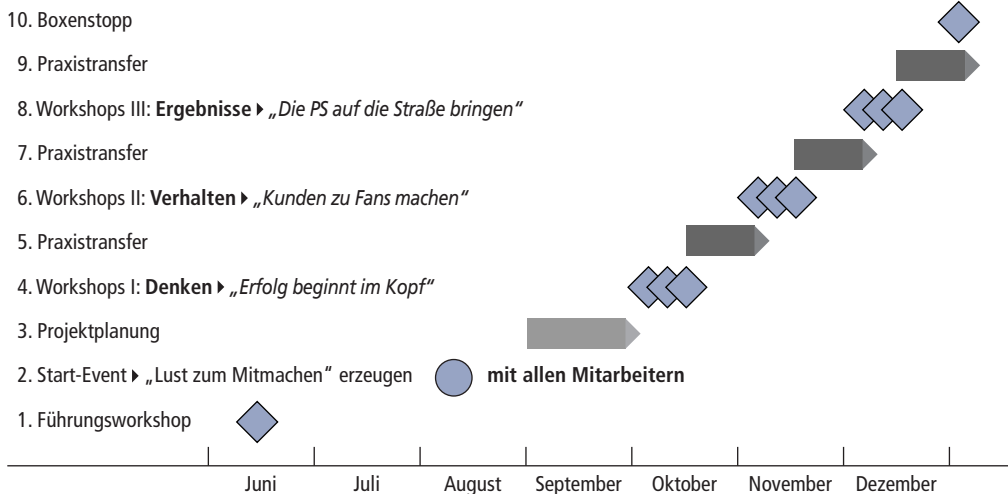 10. Boxenstopp
9. Praxistransfer
8. Workshops III: Ergebnisse ▸ „Die PS auf die Straße bringen“
7. Praxistransfer
6. Workshops II: Verhalten ▸ „Kunden zu Fans machen“
5. Praxistransfer
4. Workshops I: Denken ▸ „Erfolg beginnt im Kopf“
3. Projektplanung
2. Start-Event ▸ „Lust zum Mitmachen“ erzeugen mit allen Mitarbeitern
1. Führungsworkshop
Juni Juli August September Oktober November Dezember